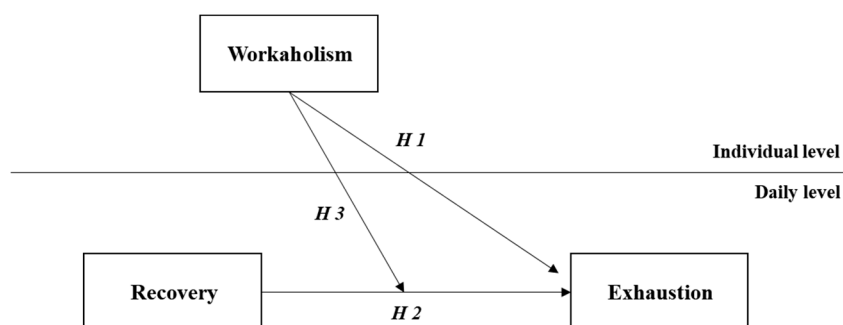 Workaholism
H 1
Individual level
Daily level
H 3
Recovery
Exhaustion
H 2